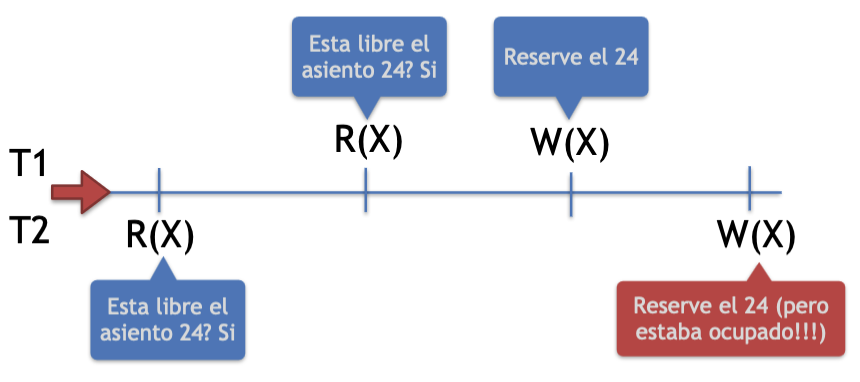 Esta libre el
asiento 24? Si
Reserve el 24
R(X)
W(X)
T1
T2
R(X)
W(X)
Esta libre el
asiento 24? Si
Reserve el 24 (pero
estaba ocupado!!!)